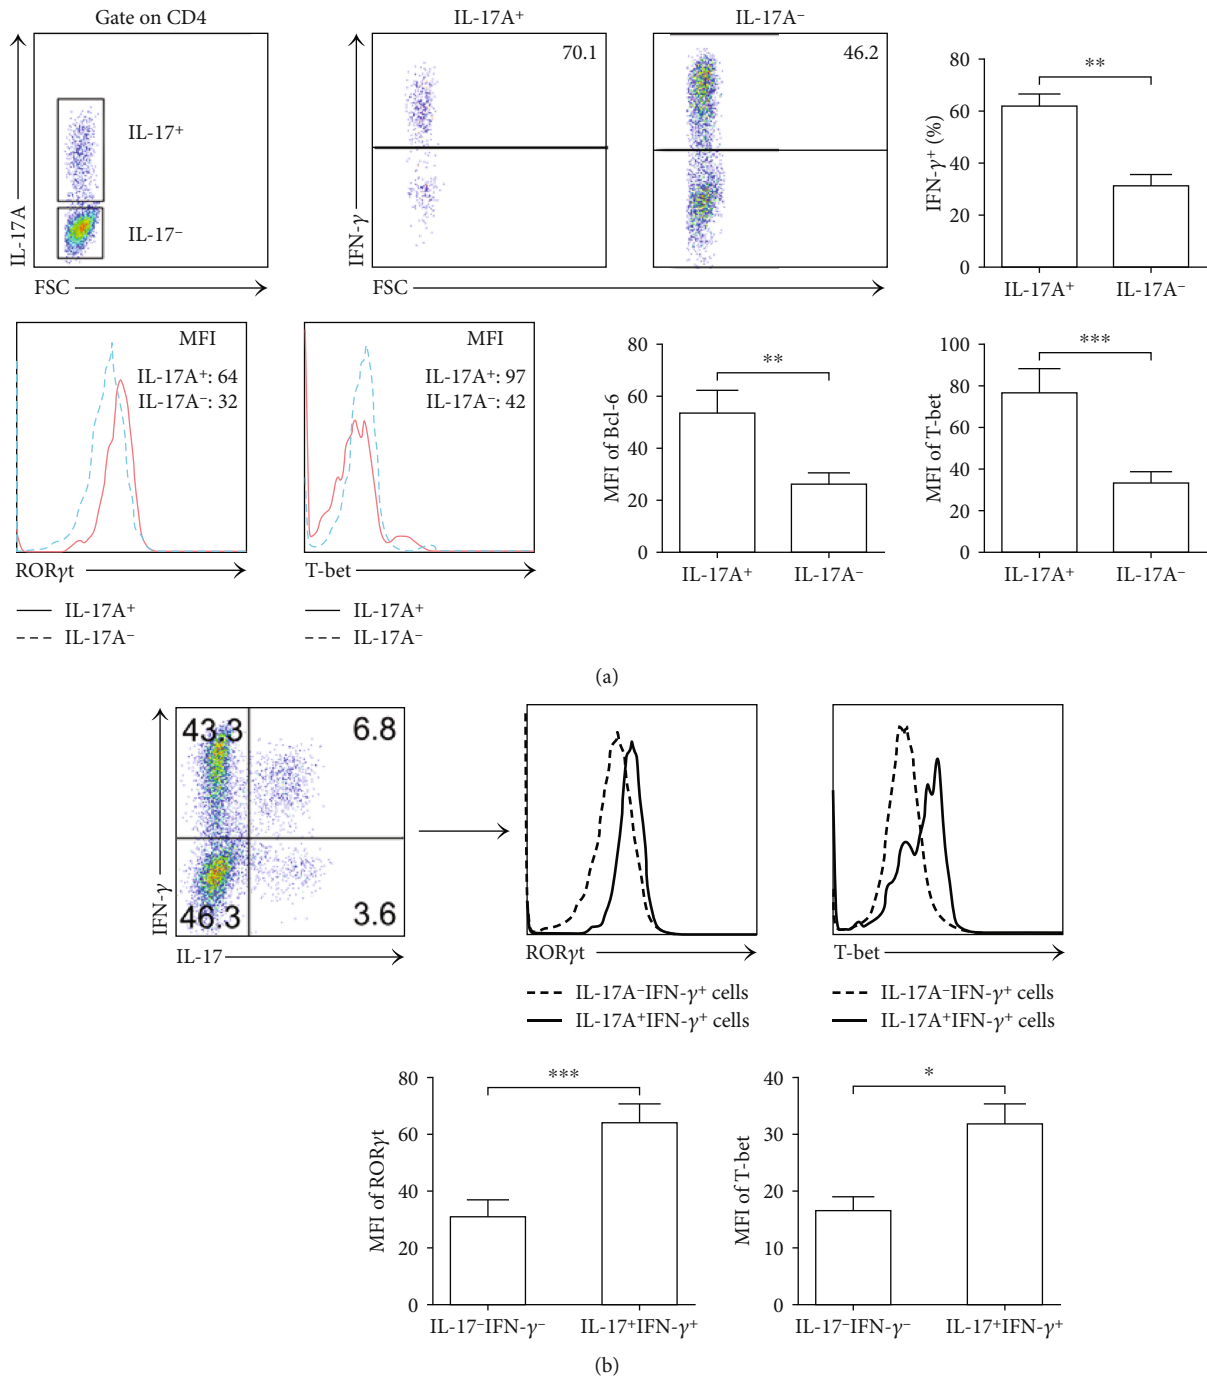 Gate on CD4
IL-17A
IL-17⁺
IL-17⁻
FSC
IL-17A⁺
IL-17A⁻
IFN-γ
70.1
46.2
FSC
IFN-γ⁺ (%)
80
60
40
20
0
**
IL-17A⁺
IL-17A⁻
MFI
IL-17A⁺: 64
IL-17A⁻: 32
RORγt
IL-17A⁺
IL-17A⁻
MFI
IL-17A⁺: 97
IL-17A⁻: 42
T-bet
IL-17A⁺
IL-17A⁻
MFI of Bcl-6
80
60
40
20
0
**
IL-17A⁺
IL-17A⁻
MFI of T-bet
100
80
60
40
20
0
***
IL-17A⁺
IL-17A⁻
(a)
IFN-γ
43.3
6.8
46.3
3.6
IL-17
RORγt
IL-17A⁻IFN-γ⁺ cells
IL-17A⁺IFN-γ⁺ cells
T-bet
IL-17A⁻IFN-γ⁺ cells
IL-17A⁺IFN-γ⁺ cells
MFI of RORγt
80
60
40
20
0
***
IL-17⁻IFN-γ⁻
IL-17⁺IFN-γ⁺
MFI of T-bet
40
30
20
10
0
*
IL-17⁻IFN-γ⁻
IL-17⁺IFN-γ⁺
(b)